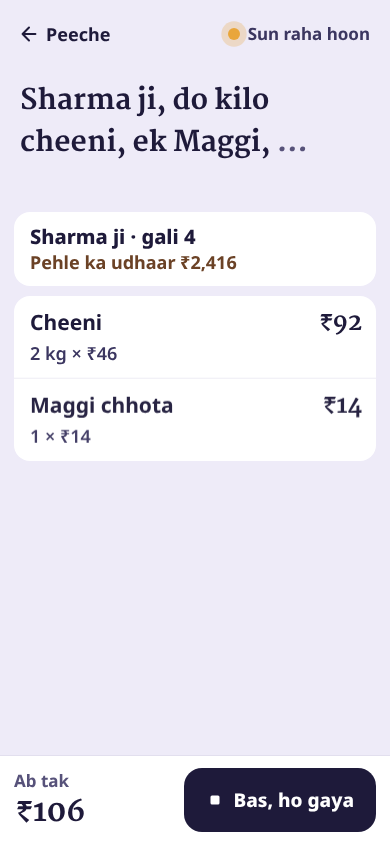 Peeche
Sun raha hoon
Sharma ji, do kilo
cheeni, ek Maggi, ...
Sharma ji · gali 4
Pehle ka udhaar ₹2,416
Cheeni
₹92
2 kg × ₹46
Maggi chhota
₹14
1 × ₹14
Ab tak
₹106
Bas, ho gaya